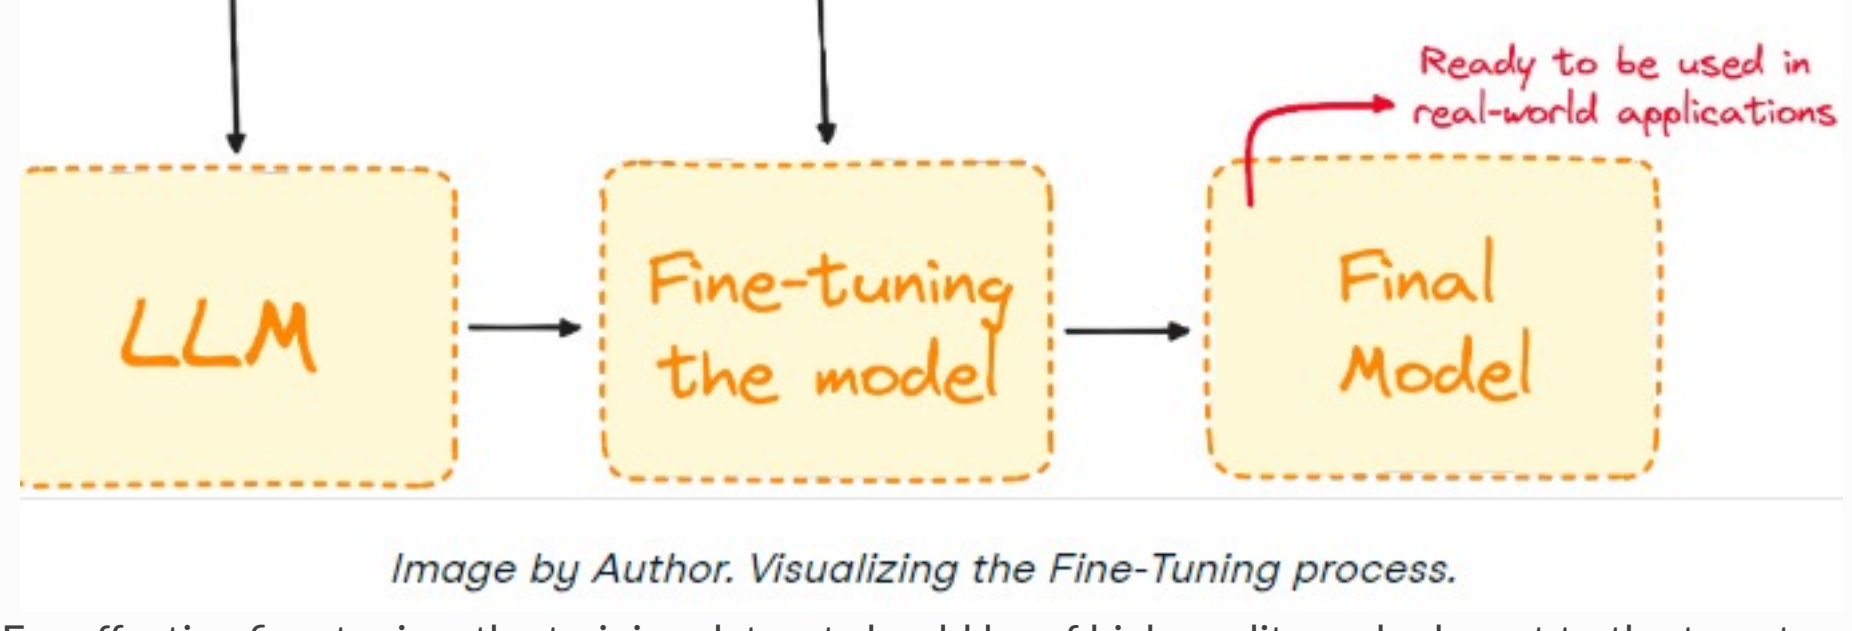 Ready to be used in
real-world applications
LLM
Fine-tuning
the model
Final
Model
Image by Author. Visualizing the Fine-Tuning process.